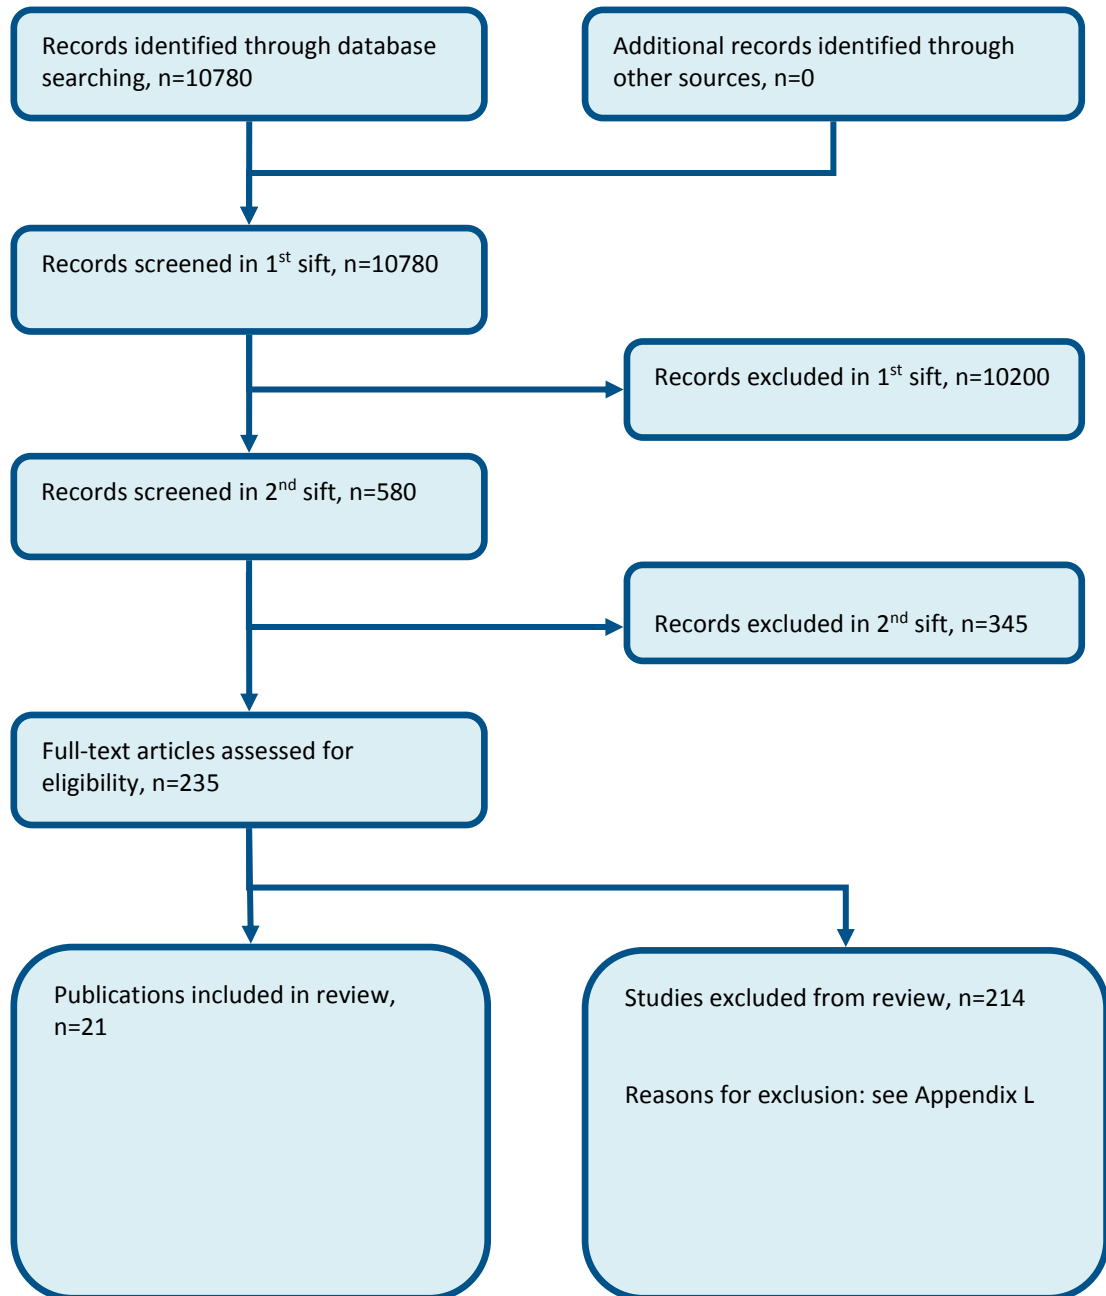 Records identified through database
searching, n=10780
Additional records identified through
other sources, n=0
Records screened in 1st sift, n=10780
Records excluded in 1st sift, n=10200
Records screened in 2nd sift, n=580
Records excluded in 2nd sift, n=345
Full-text articles assessed for
eligibility, n=235
Publications included in review,
n=21
Studies excluded from review, n=214
Reasons for exclusion: see Appendix L